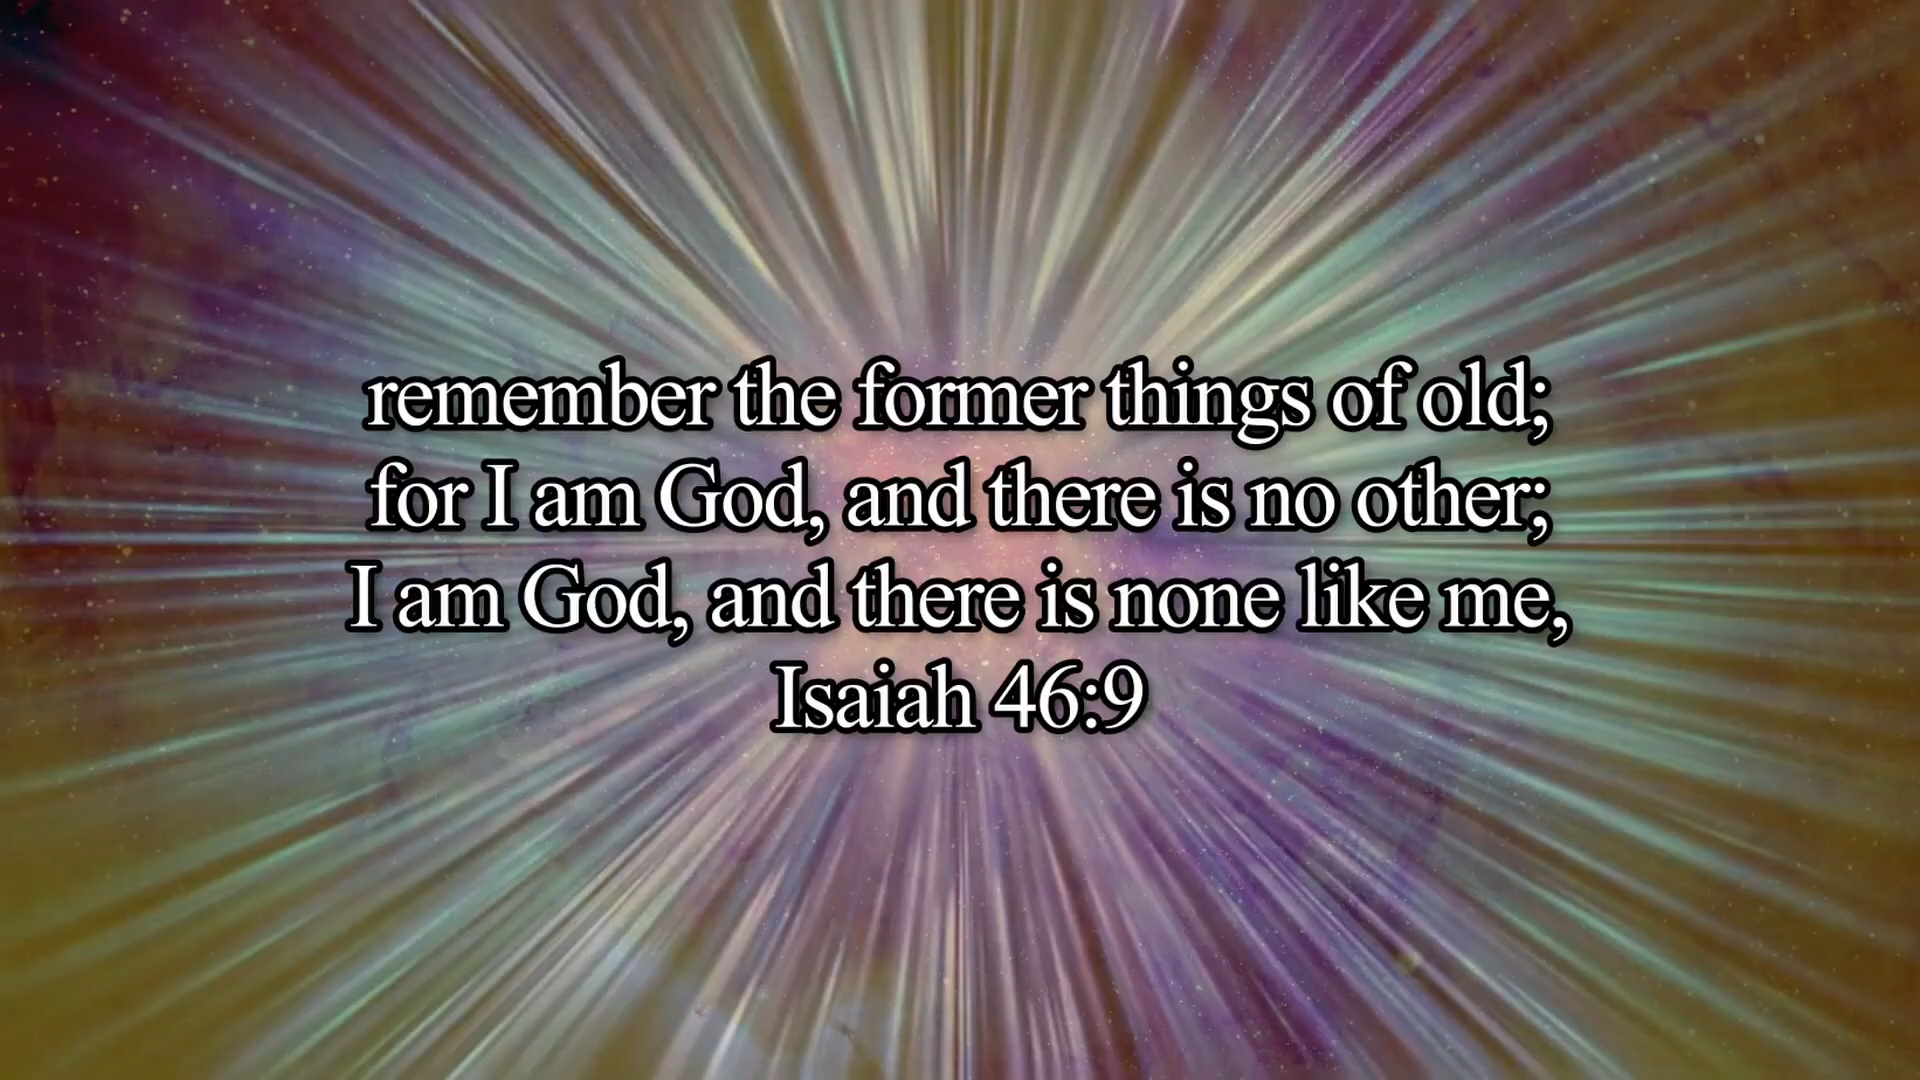 remember the former things of old;
for I am God, and there is no other;
I am God, and there is none like me,
Isaiah 46:9